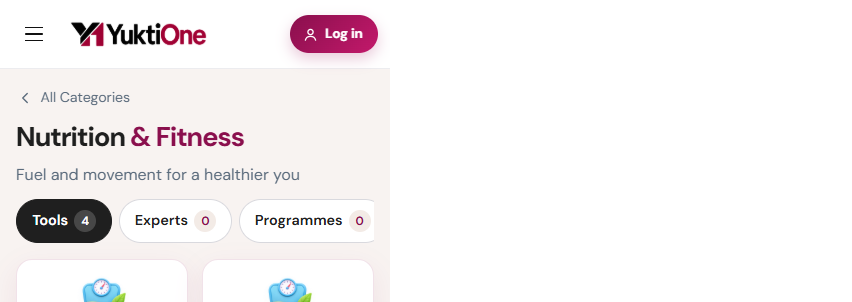 YuktiOne
Log in
All Categories
Nutrition & Fitness
Fuel and movement for a healthier you
Tools 4 Experts 0 Programmes 0